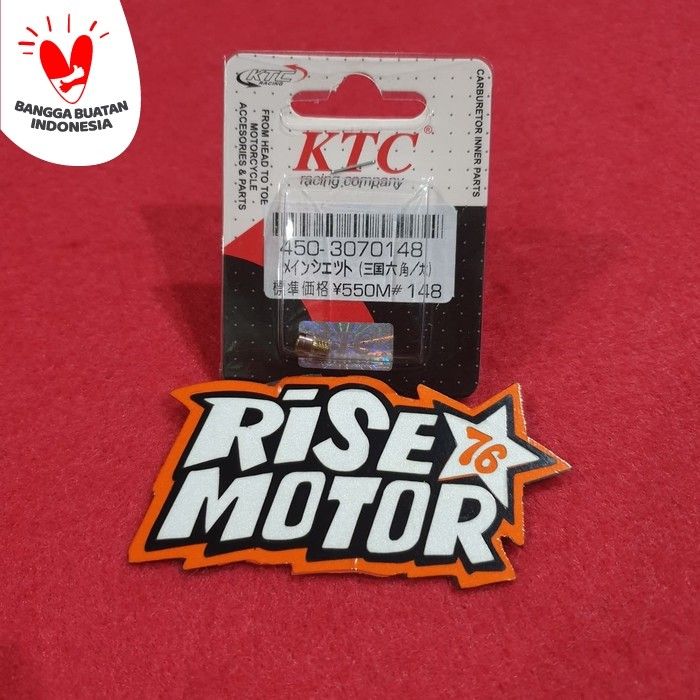 BANGGA BUATAN
INDONESIA
KTC
RACING
CARBURETOR INNER PARTS
FROM HEAD TO TOE
MOTORCYCLE
ACCESORIES & PARTS
KTC®
racing company
450-3070148
メインジェット (三国六角/大)
標準価格 ¥550M# 148
RiSE 76
MOTOR